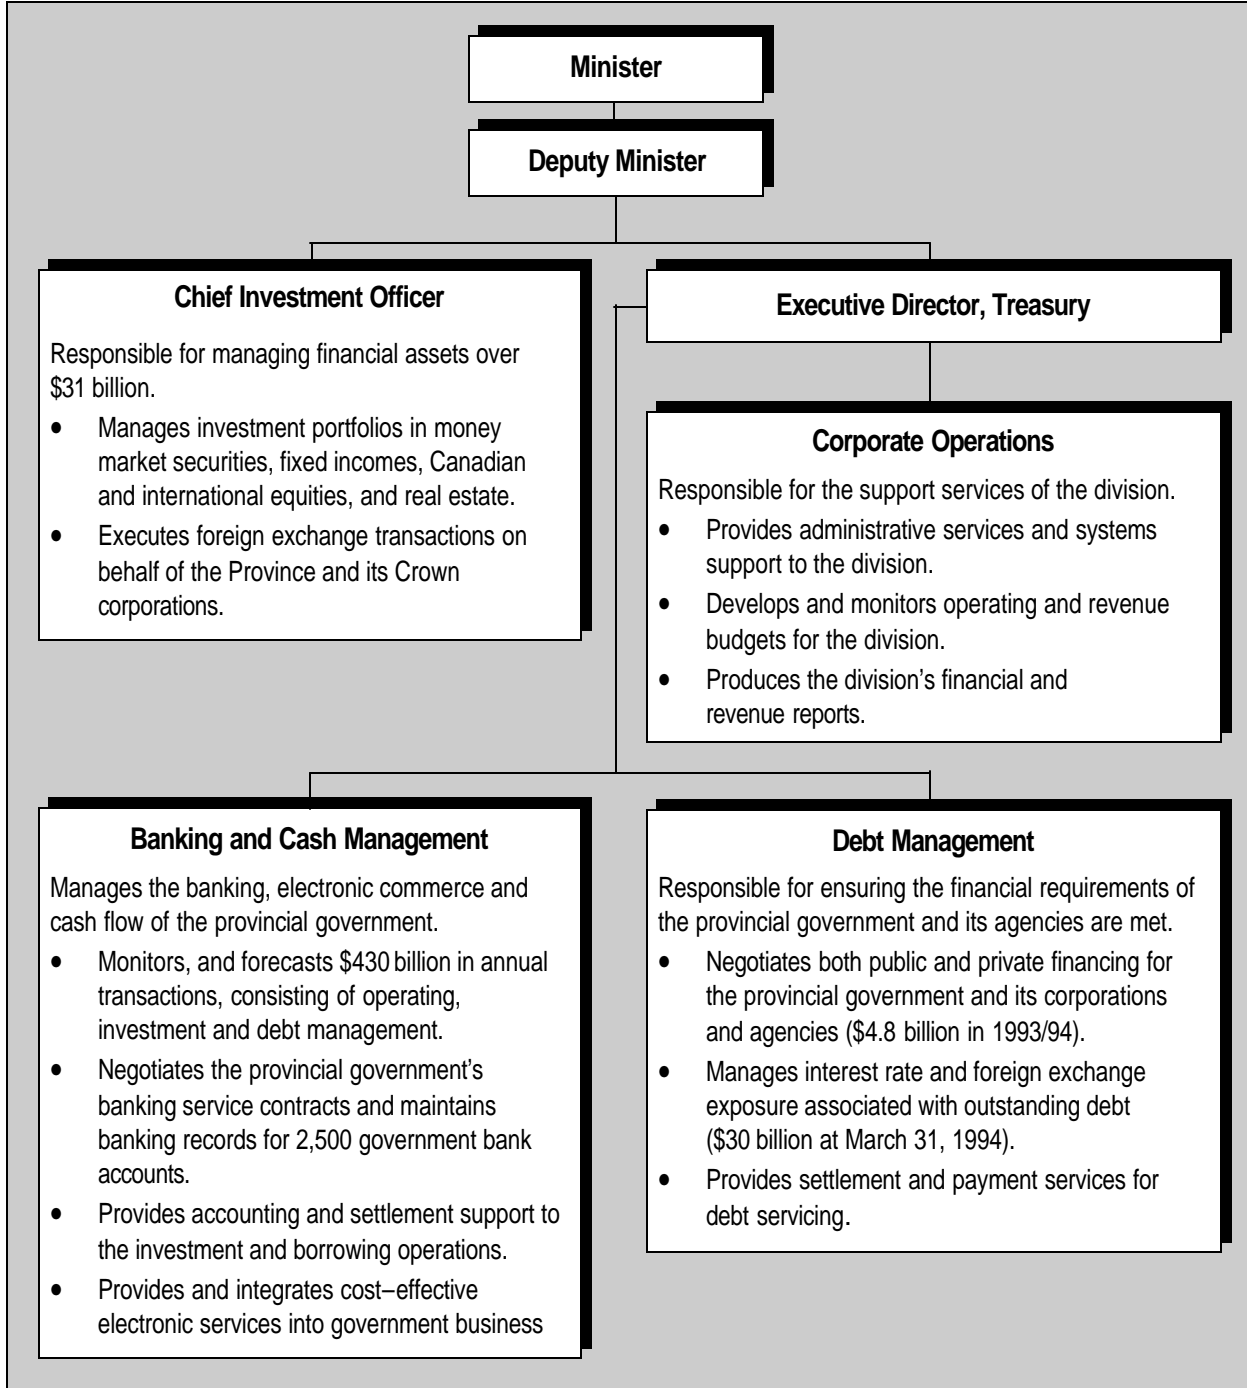 Minister
Deputy Minister
Chief Investment Officer
Responsible for managing financial assets over
$31 billion.
• Manages investment portfolios in money
market securities, fixed incomes, Canadian
and international equities, and real estate.
• Executes foreign exchange transactions on
behalf of the Province and its Crown
corporations.
Executive Director, Treasury
Corporate Operations
Responsible for the support services of the division.
• Provides administrative services and systems
support to the division.
• Develops and monitors operating and revenue
budgets for the division.
• Produces the division's financial and
revenue reports.
Banking and Cash Management
Manages the banking, electronic commerce and
cash flow of the provincial government.
• Monitors, and forecasts $430 billion in annual
transactions, consisting of operating,
investment and debt management.
• Negotiates the provincial government's
banking service contracts and maintains
banking records for 2,500 government bank
accounts.
• Provides accounting and settlement support to
the investment and borrowing operations.
• Provides and integrates cost–effective
electronic services into government business
Debt Management
Responsible for ensuring the financial requirements of
the provincial government and its agencies are met.
• Negotiates both public and private financing for
the provincial government and its corporations
and agencies ($4.8 billion in 1993/94).
• Manages interest rate and foreign exchange
exposure associated with outstanding debt
($30 billion at March 31, 1994).
• Provides settlement and payment services for
debt servicing.